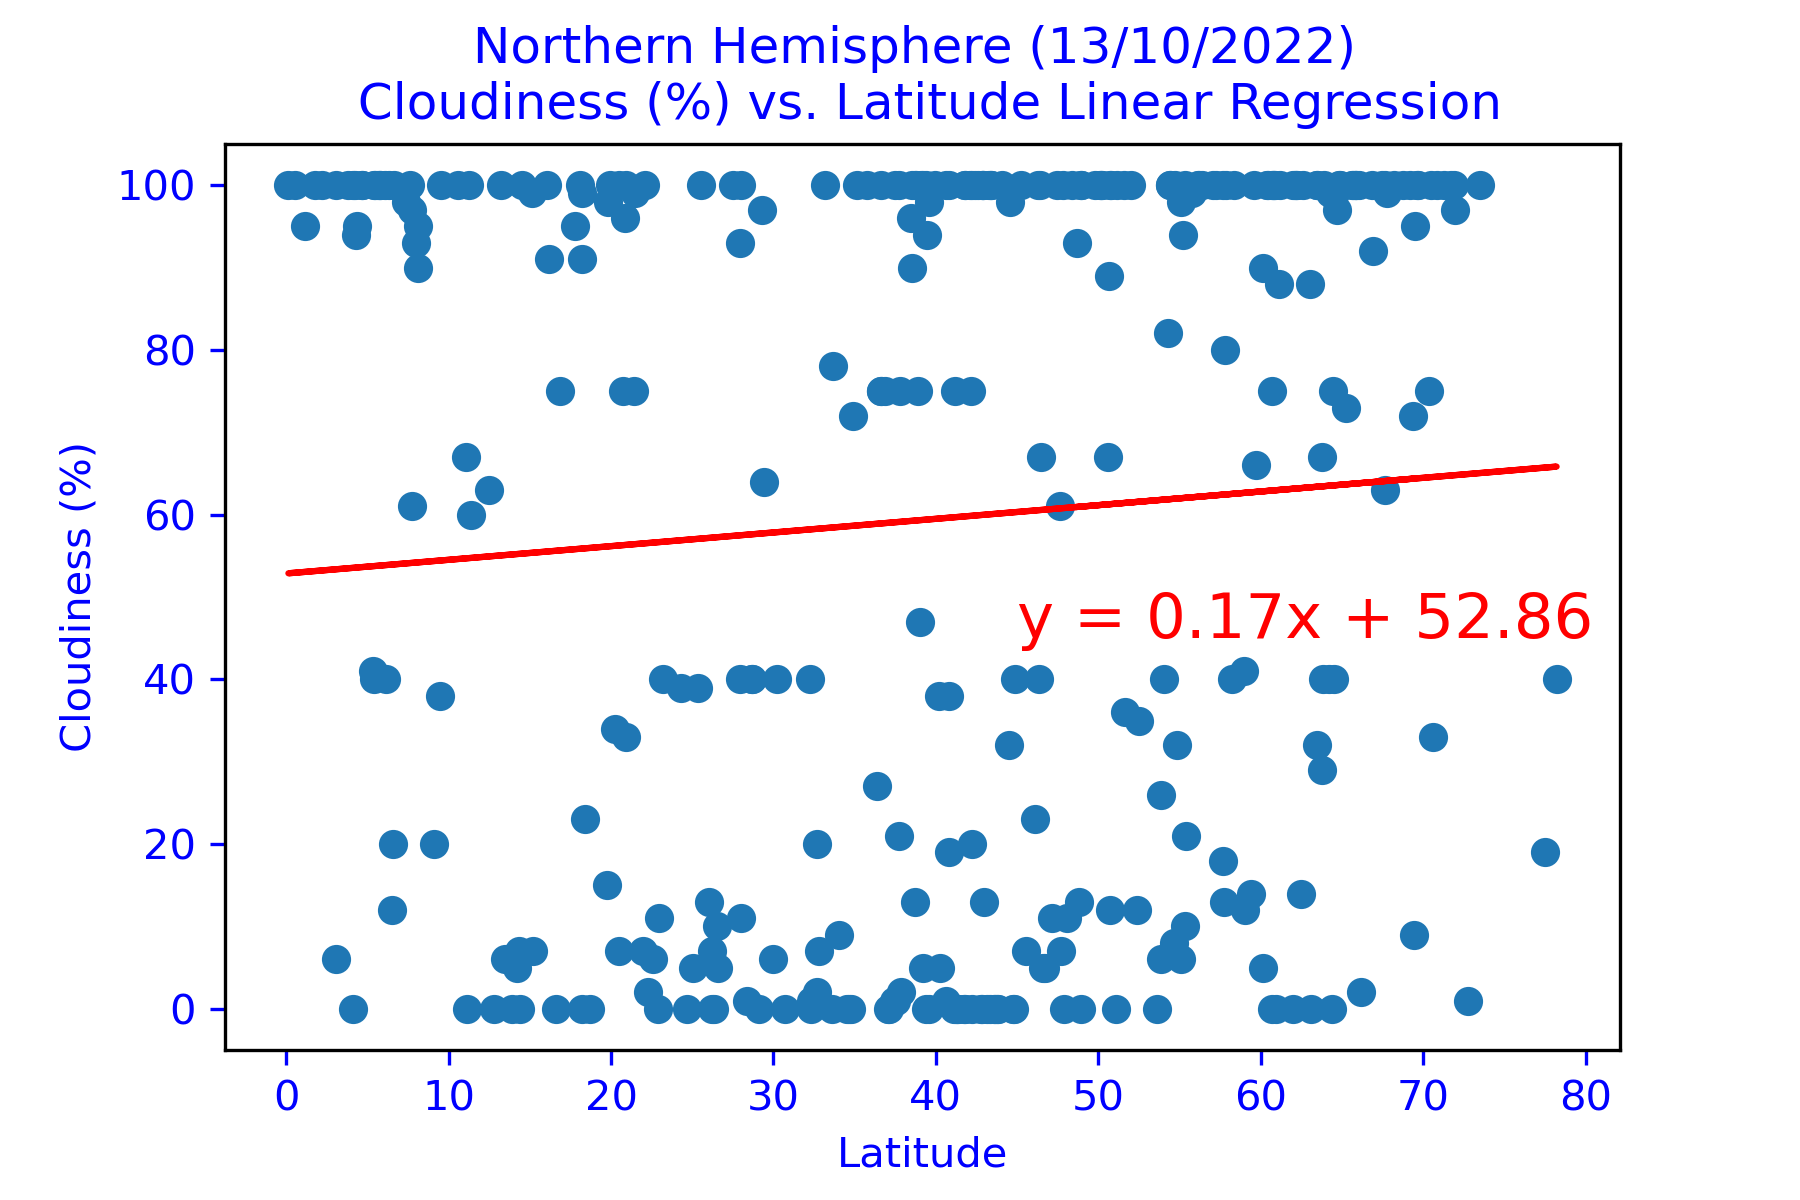 Northern Hemisphere (13/10/2022)
Cloudiness (%) vs. Latitude Linear Regression
100
80
60
40
20
0
Cloudiness (%)
y = 0.17x + 52.86
0 10 20 30 40 50 60 70 80
Latitude